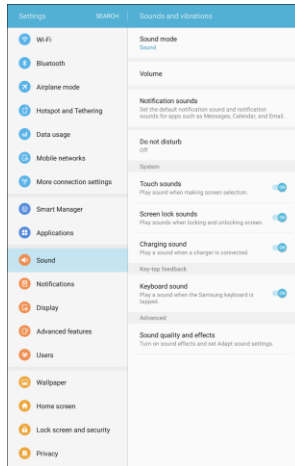 Settings
SEARCH
Wi-Fi
Bluetooth
Airplane mode
Hotspot and Tethering
Data usage
Mobile networks
More connection settings
Smart Manager
Applications
Sound
Notifications
Display
Advanced features
Users
Wallpaper
Home screen
Lock screen and security
Privacy
Sounds and vibrations
Sound mode
Sound
Volume
Notification sounds
Set the default notification sound and notification
sounds for apps such as Messages, Calendar, and Email.
Do not disturb
Off
System
Touch sounds
Play sound when making screen selection.
ON
Screen lock sounds
Play sounds when locking and unlocking screen.
ON
Charging sound
Play a sound when a charger is connected.
ON
Key-tap feedback
Keyboard sound
Play a sound when the Samsung keyboard is
tapped.
ON
Advanced
Sound quality and effects
Turn on sound effects and set Adapt sound settings.